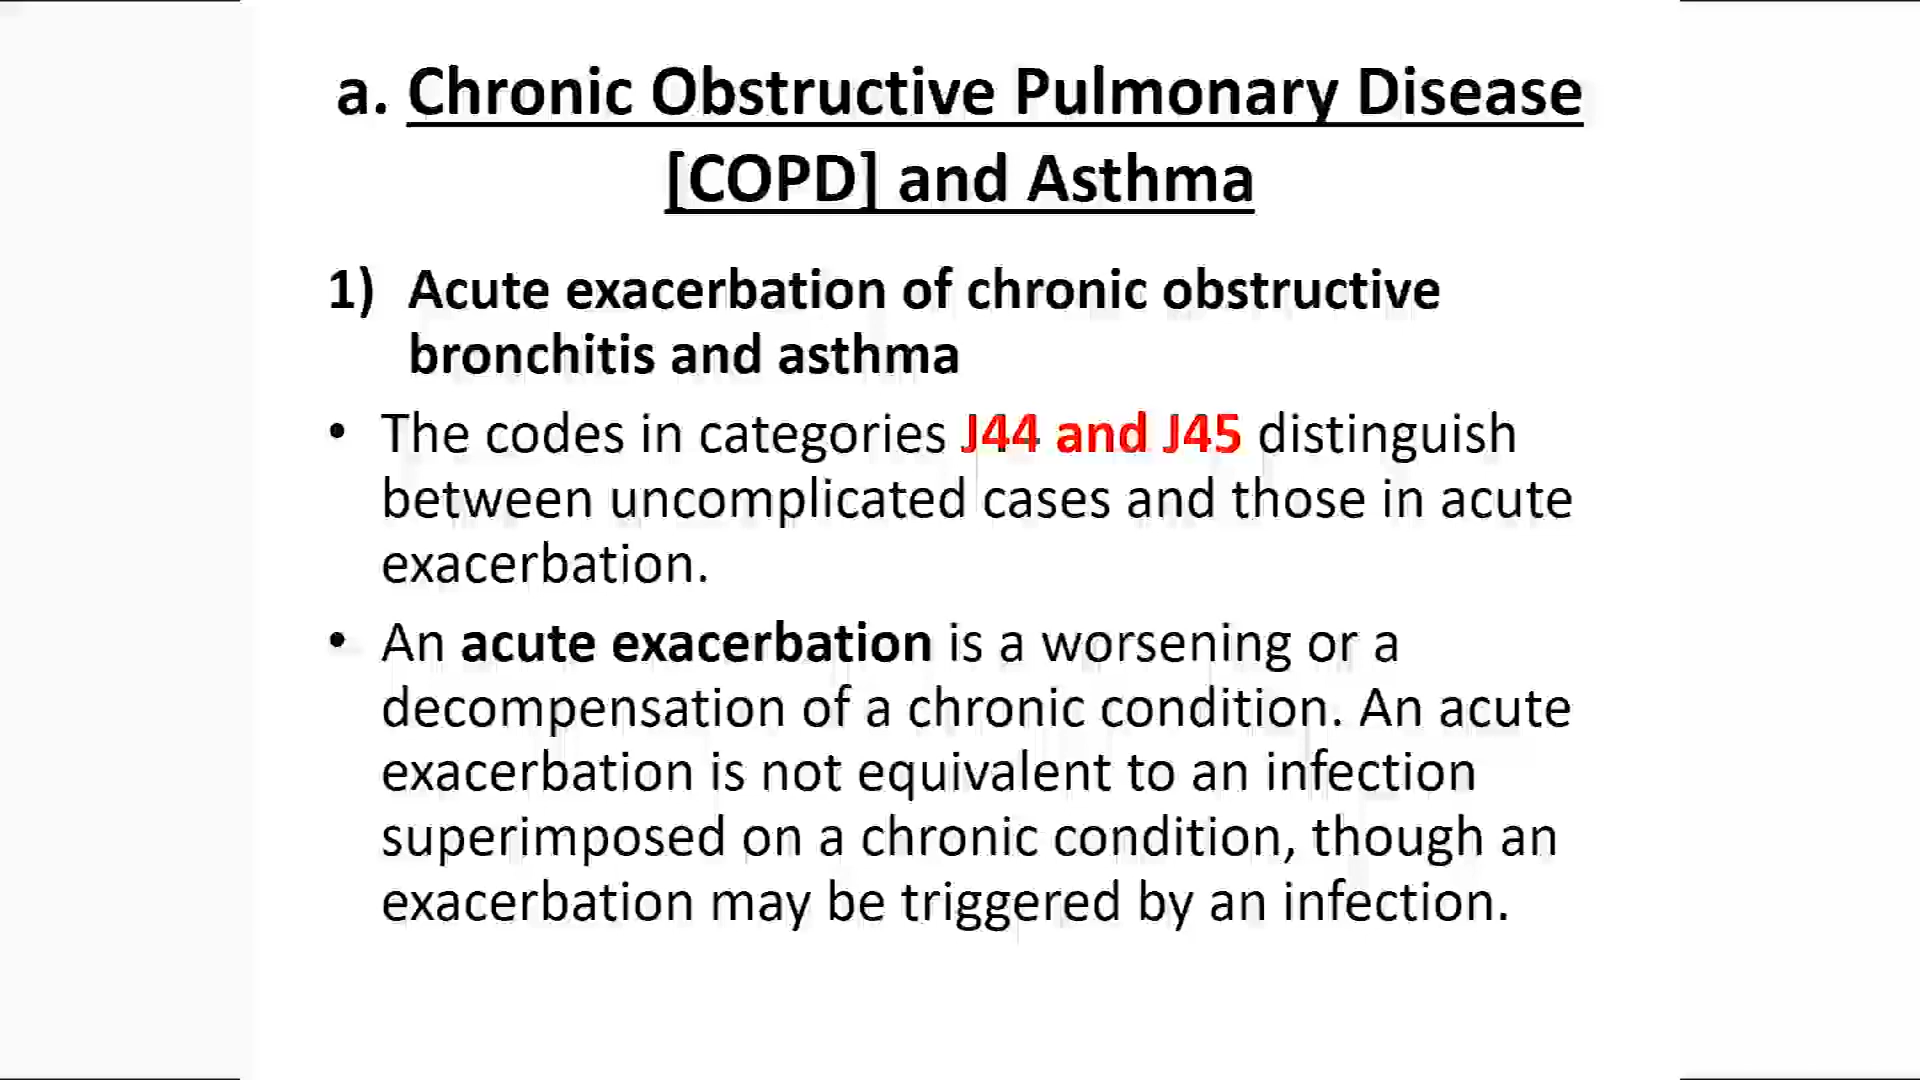 a. Chronic Obstructive Pulmonary Disease
[COPD] and Asthma
1) Acute exacerbation of chronic obstructive
bronchitis and asthma
• The codes in categories J44 and J45 distinguish
between uncomplicated cases and those in acute
exacerbation.
• An acute exacerbation is a worsening or a
decompensation of a chronic condition. An acute
exacerbation is not equivalent to an infection
superimposed on a chronic condition, though an
exacerbation may be triggered by an infection.